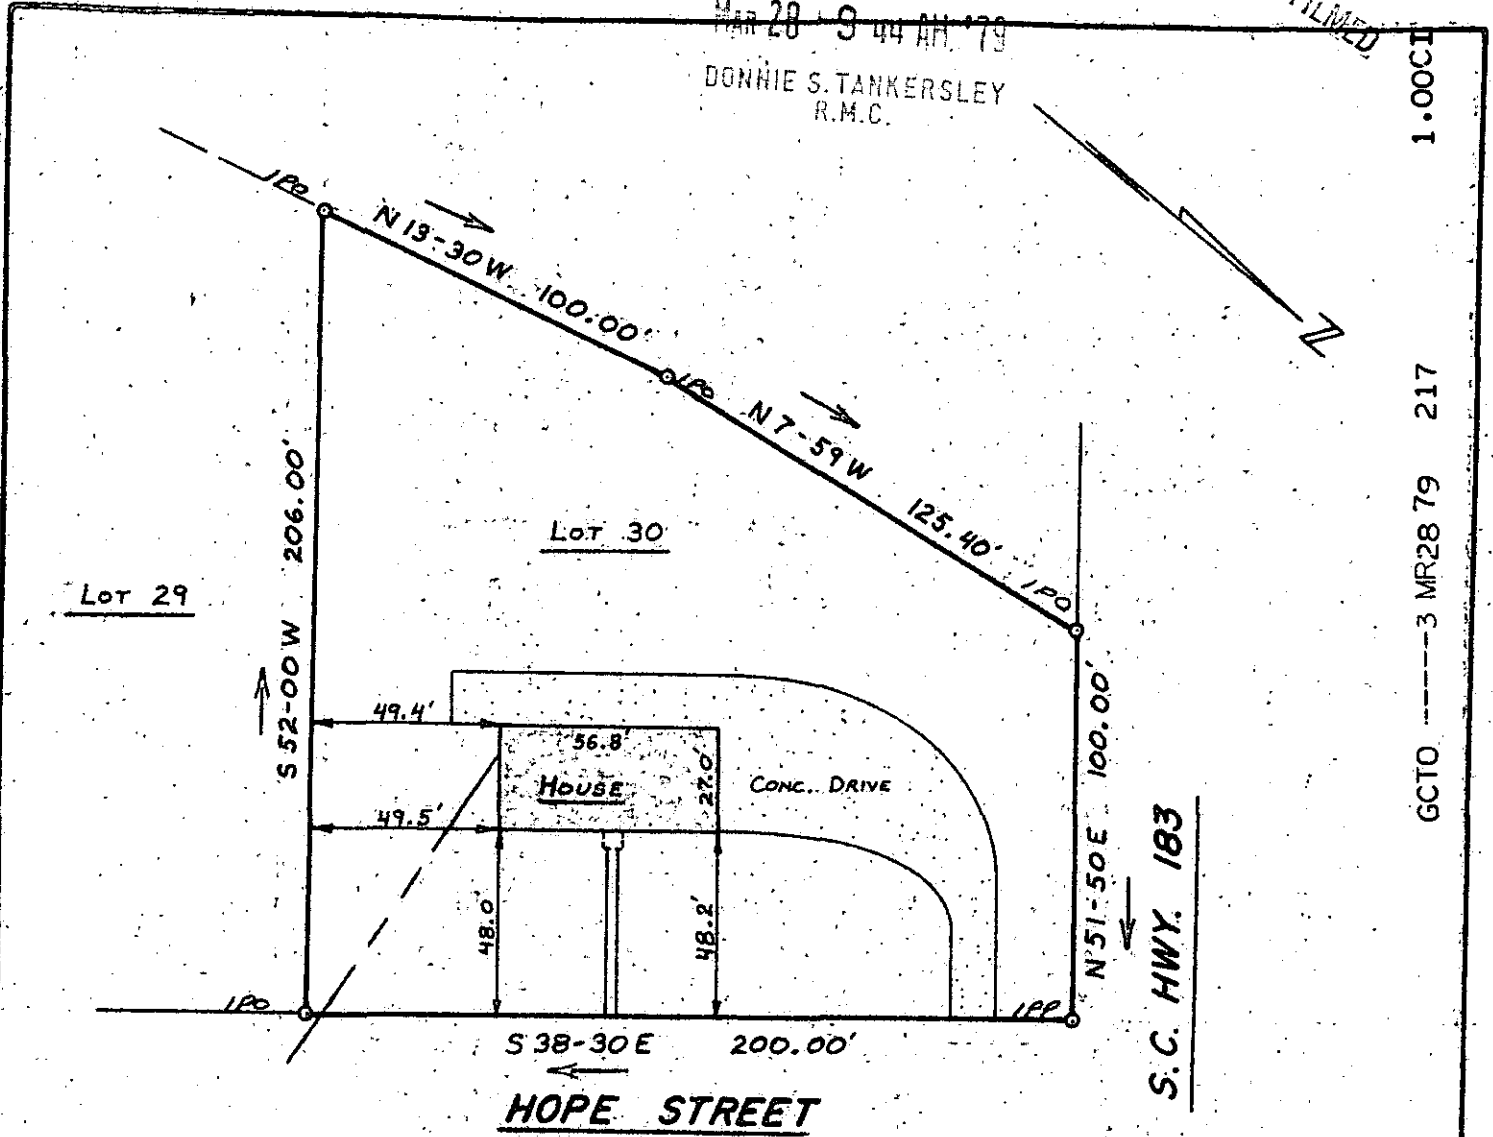 MAR 28 9 44 AM '79
DONNIE S. TANKERSLEY
R.M.C.
FILMED
1.00CI
GCTO -----3 MR28 79 217
N
IPO
N 13-30 W 100.00'
IPO
N 7-59 W 125.40'
IPO
S 52-00 W 206.00'
LOT 30
LOT 29
49.4'
56.8'
HOUSE
27.0'
CONC. DRIVE
49.5'
48.0'
48.2'
N 51-50 E 100.00'
S.C. HWY. 183
IPO
IPP
S 38-30 E 200.00'
HOPE STREET